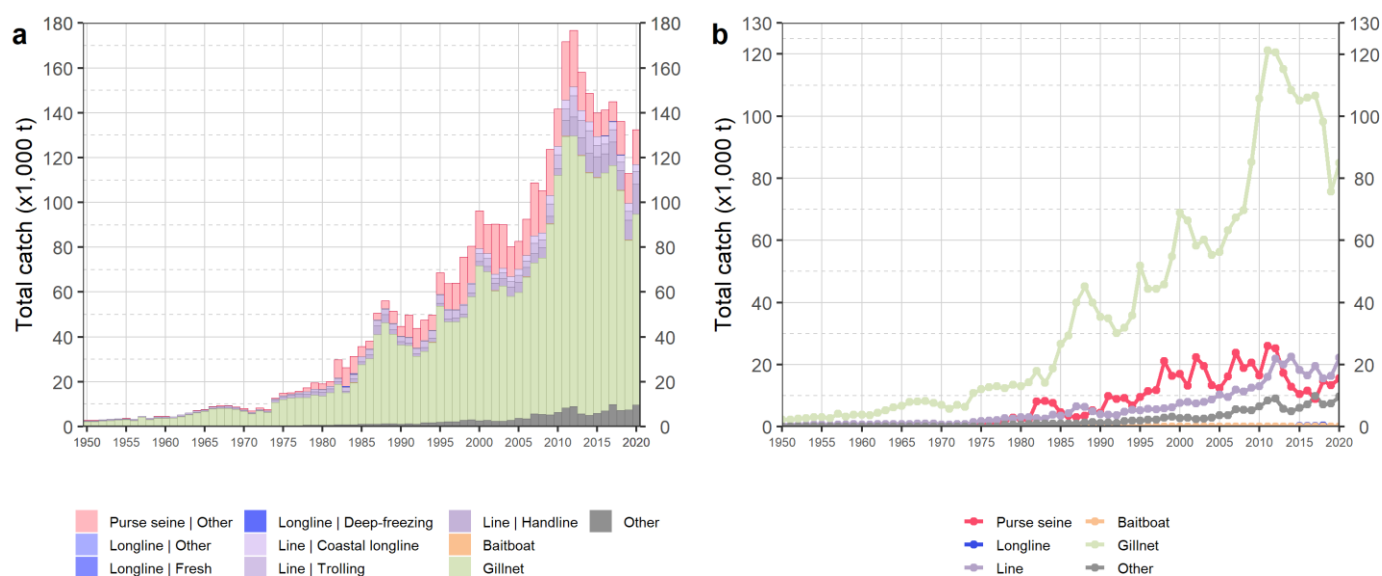 a
Total catch (x1,000 t)
180 180
160 160
140 140
120 120
100 100
80 80
60 60
40 40
20 20
0 0
1950 1955 1960 1965 1970 1975 1980 1985 1990 1995 2000 2005 2010 2015 2020
Purse seine | Other
Longline | Other
Longline | Fresh
Longline | Deep-freezing
Line | Coastal longline
Line | Trolling
Line | Handline
Baitboat
Gillnet
Other
b
Total catch (x1,000 t)
130 130
120 120
100 100
80 80
60 60
40 40
20 20
0 0
1950 1955 1960 1965 1970 1975 1980 1985 1990 1995 2000 2005 2010 2015 2020
Purse seine
Longline
Line
Baitboat
Gillnet
Other